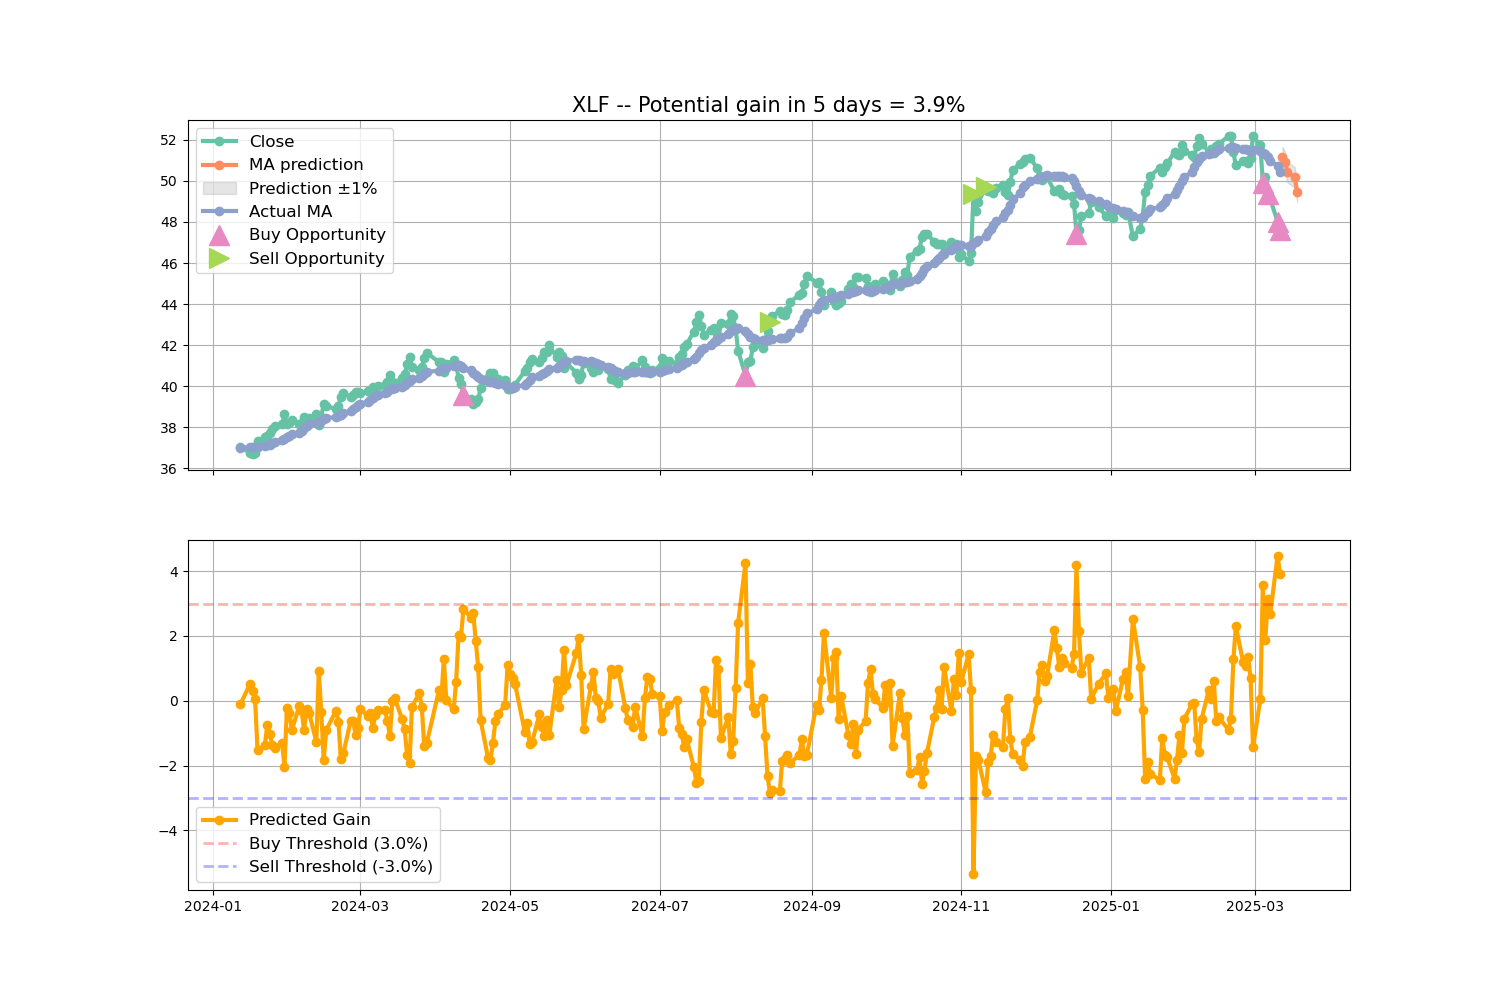 XLF -- Potential gain in 5 days = 3.9%
52
50
48
46
44
42
40
38
36
Close
MA prediction
Prediction ±1%
Actual MA
Buy Opportunity
Sell Opportunity
4
2
0
−2
−4
Predicted Gain
Buy Threshold (3.0%)
Sell Threshold (-3.0%)
2024-01
2024-03
2024-05
2024-07
2024-09
2024-11
2025-01
2025-03